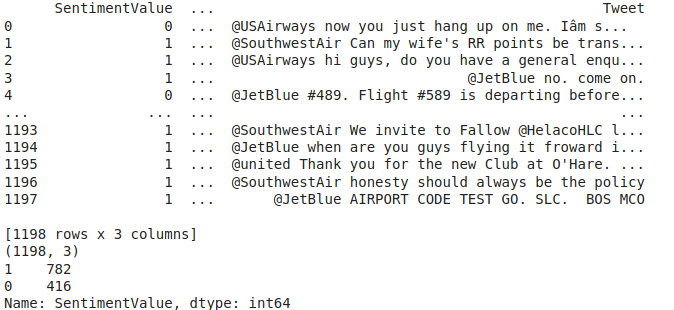 SentimentValue ... Tweet
0 0 ... @USAirways now you just hang up on me. Iâm s...
1 1 ... @SouthwestAir Can my wife's RR points be trans...
2 1 ... @USAirways hi guys, do you have a general enqu...
3 1 ... @JetBlue no. come on.
4 0 ... @JetBlue #489. Flight #589 is departing before...
... ... ... ...
1193 1 ... @SouthwestAir We invite to Fallow @HelacoHLC l...
1194 1 ... @JetBlue when are you guys flying it froward i...
1195 1 ... @united Thank you for the new Club at O'Hare. ...
1196 1 ... @SouthwestAir honesty should always be the policy
1197 1 ... @JetBlue AIRPORT CODE TEST GO. SLC.  BOS MCO
[1198 rows x 3 columns]
(1198, 3)
1 782
0 416
Name: SentimentValue, dtype: int64